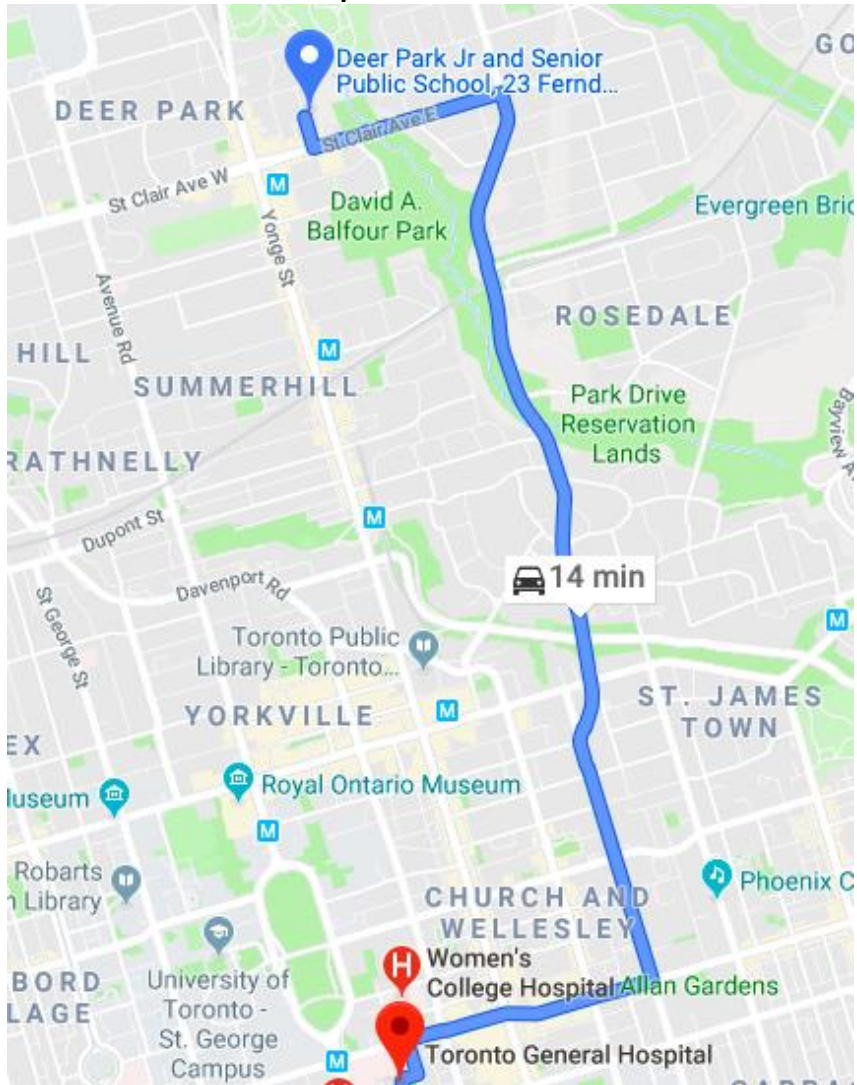 Deer Park Jr and Senior
Public School, 23 Fernd...
GO
DEER PARK
St Clair Ave E
St Clair Ave W
M
David A.
Balfour Park
Evergreen Bric
Yonge St
Avenue Rd
ROSEDALE
HILL
M
SUMMERHILL
Park Drive
Reservation
Lands
Bayview Av
RATHNELLY
M
Dupont St
14 min
Davenport Rd
St George St
M
Toronto Public
Library - Toronto...
ST. JAMES
TOWN
YORKVILLE
M
EX
Royal Ontario Museum
Museum
M
Robarts
n Library
Phoenix C
CHURCH AND
WELLESLEY
H
Women's
College Hospital
Allan Gardens
BORD
LAGE
University of
Toronto -
St. George
Campus
M
Toronto General Hospital